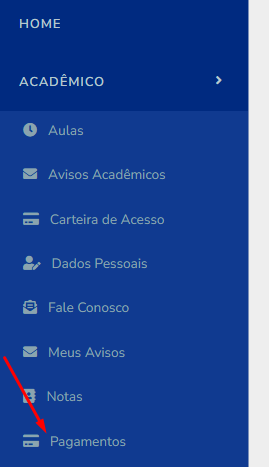 HOME
ACADÊMICO
Aulas
Avisos Acadêmicos
Carteira de Acesso
Dados Pessoais
Fale Conosco
Meus Avisos
Notas
Pagamentos